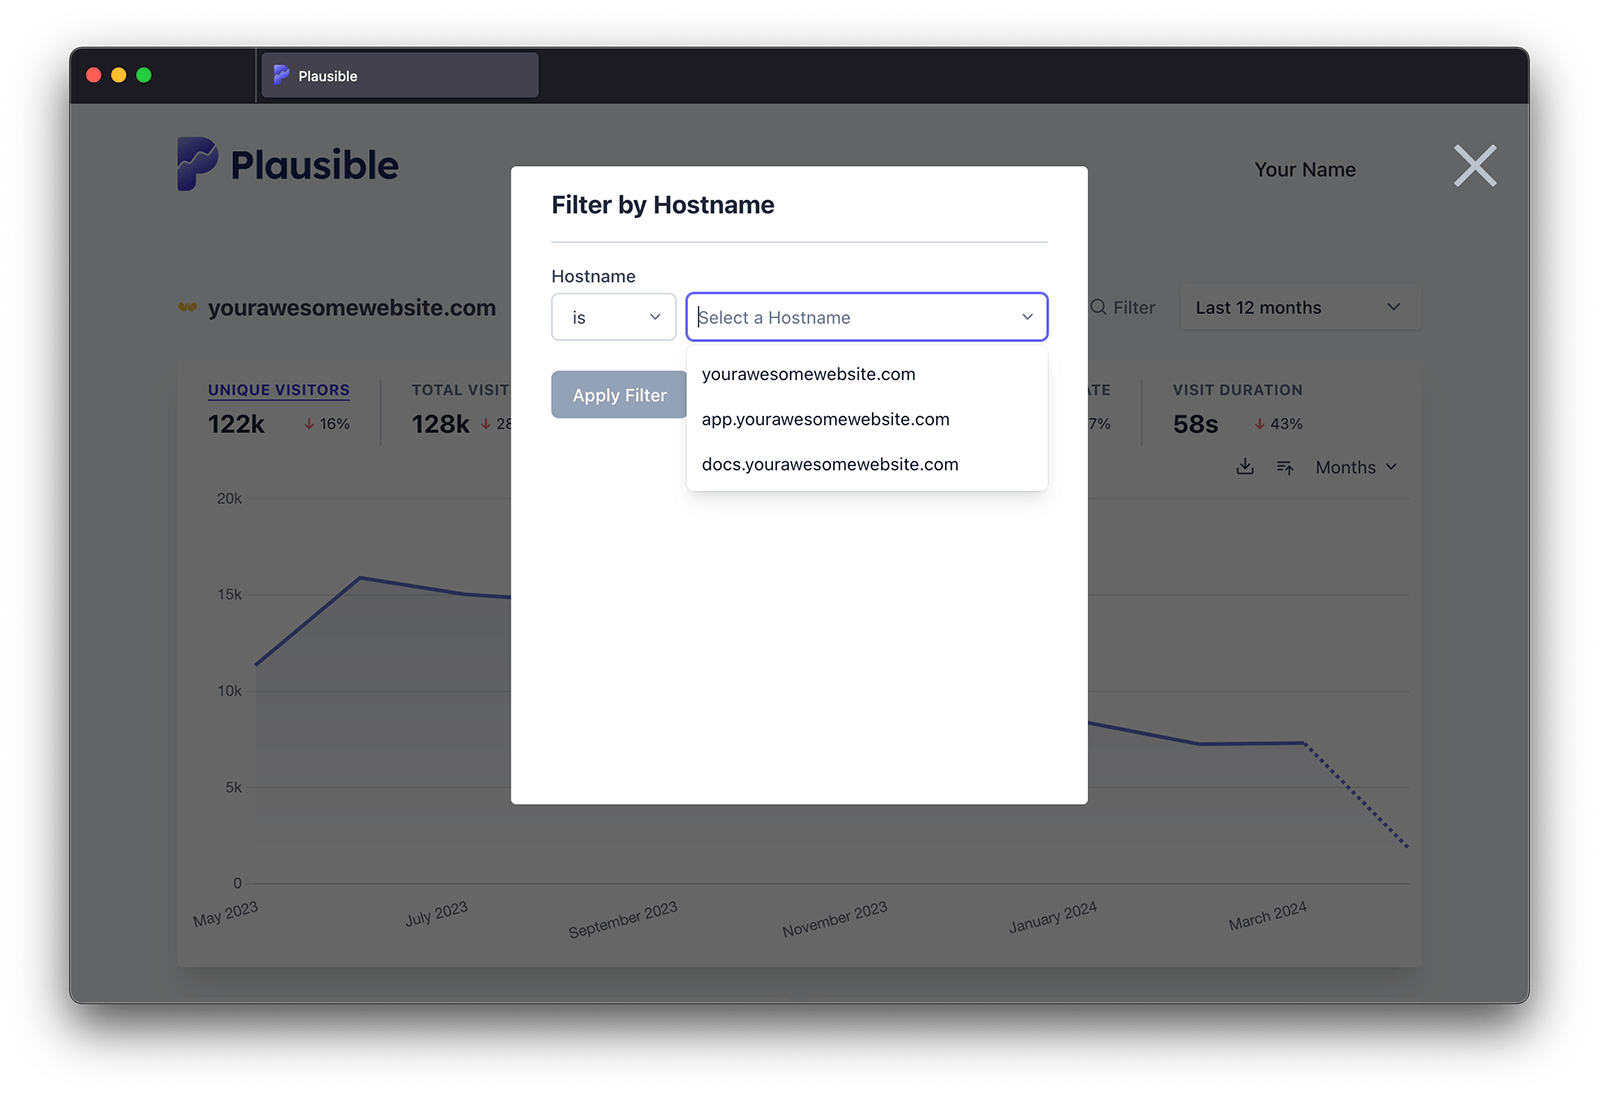 Plausible
Plausible
Your Name
Filter by Hostname
Hostname
is
Select a Hostname
yourawesomewebsite.com
app.yourawesomewebsite.com
docs.yourawesomewebsite.com
Apply Filter
yourawesomewebsite.com
Filter
Last 12 months
UNIQUE VISITORS
122k
16%
TOTAL VISIT
128k
28
ATE
7%
VISIT DURATION
58s
43%
Months
20k
15k
10k
5k
0
May 2023
July 2023
September 2023
November 2023
January 2024
March 2024